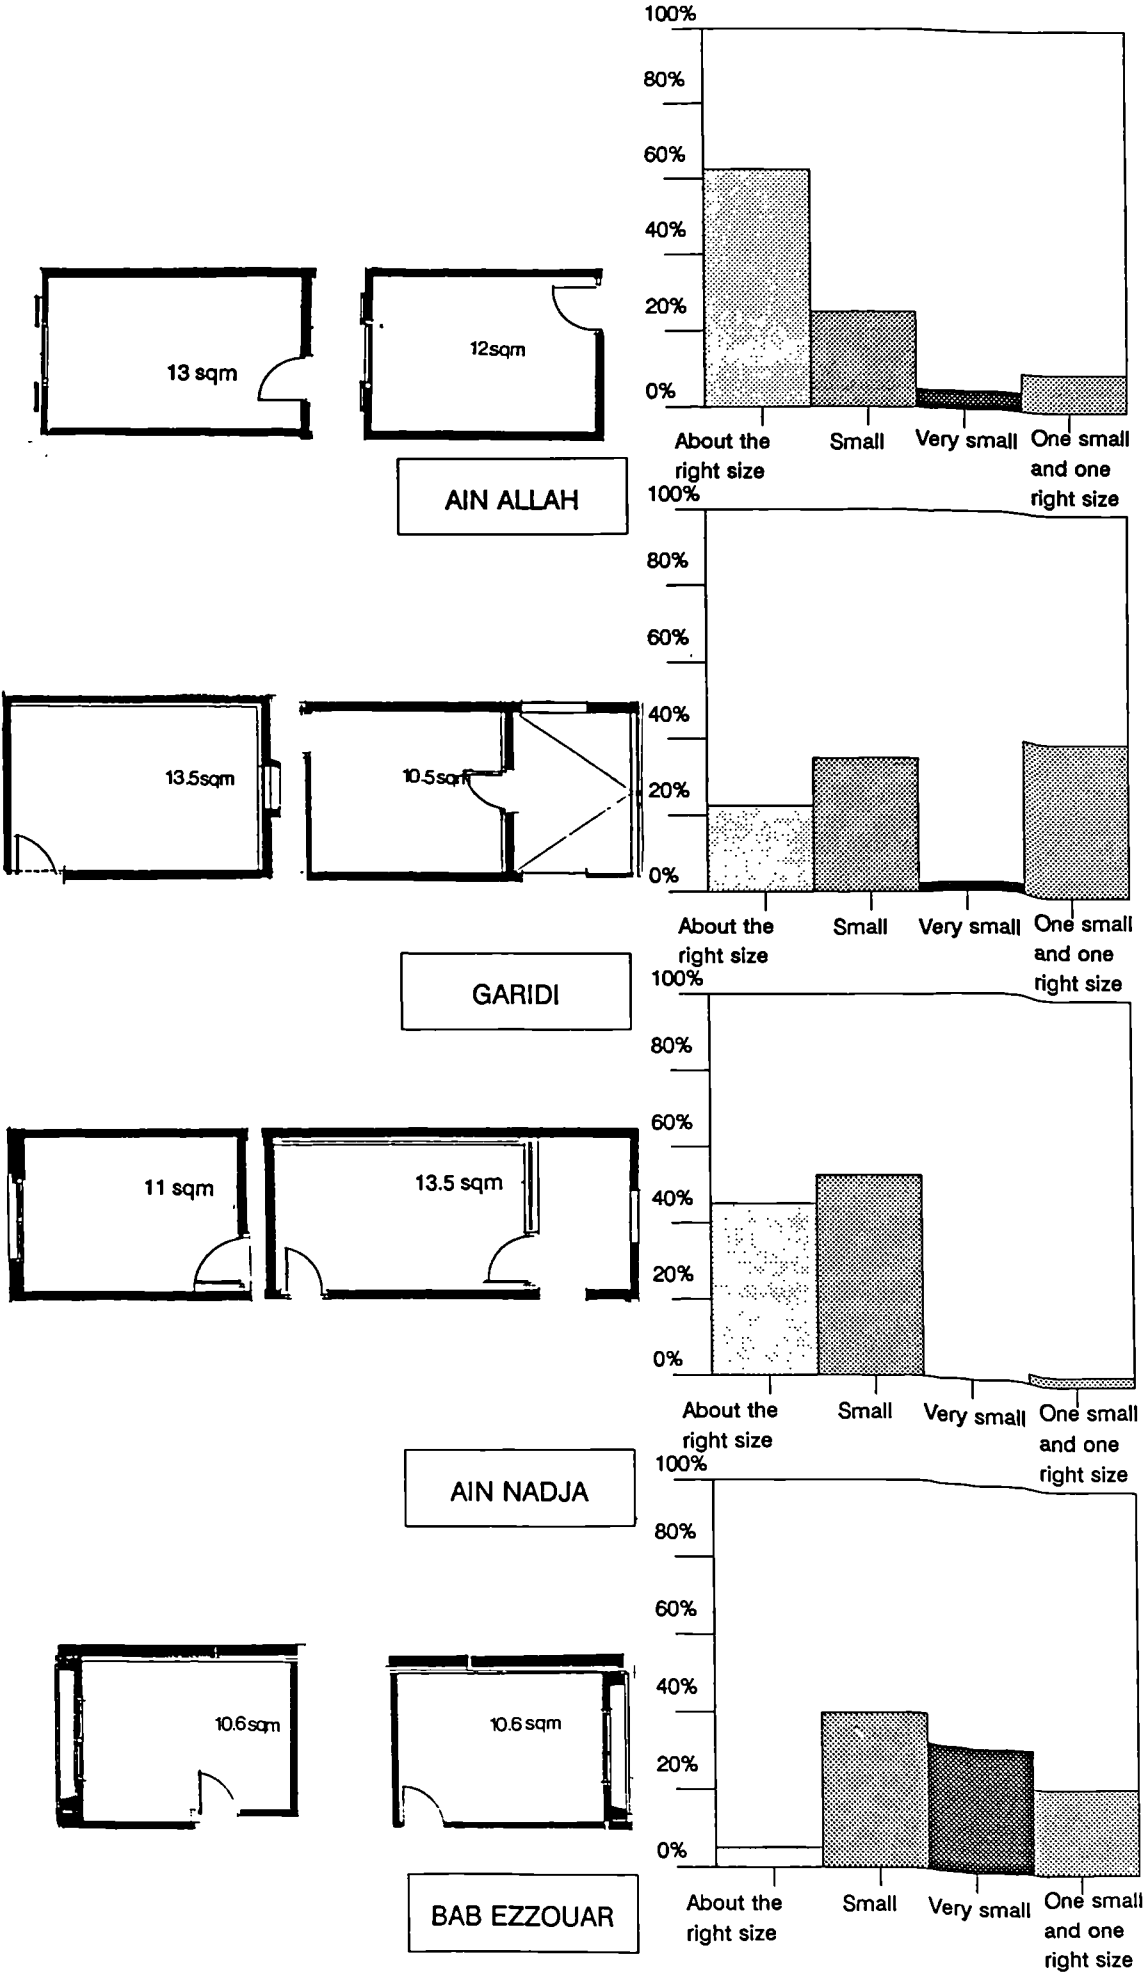 100%
80%
60%
40%
20%
0%
13 sqm
12sqm
About the
right size
Small
Very small
One small
and one
right size
AIN ALLAH
100%
80%
60%
40%
20%
0%
13.5sqm
10.5sqm
About the
right size
Small
Very small
One small
and one
right size
GARIDI
100%
80%
60%
40%
20%
0%
11 sqm
13.5 sqm
About the
right size
Small
Very small
One small
and one
right size
AIN NADJA
100%
80%
60%
40%
20%
0%
10.6sqm
10.6 sqm
About the
right size
Small
Very small
One small
and one
right size
BAB EZZOUAR